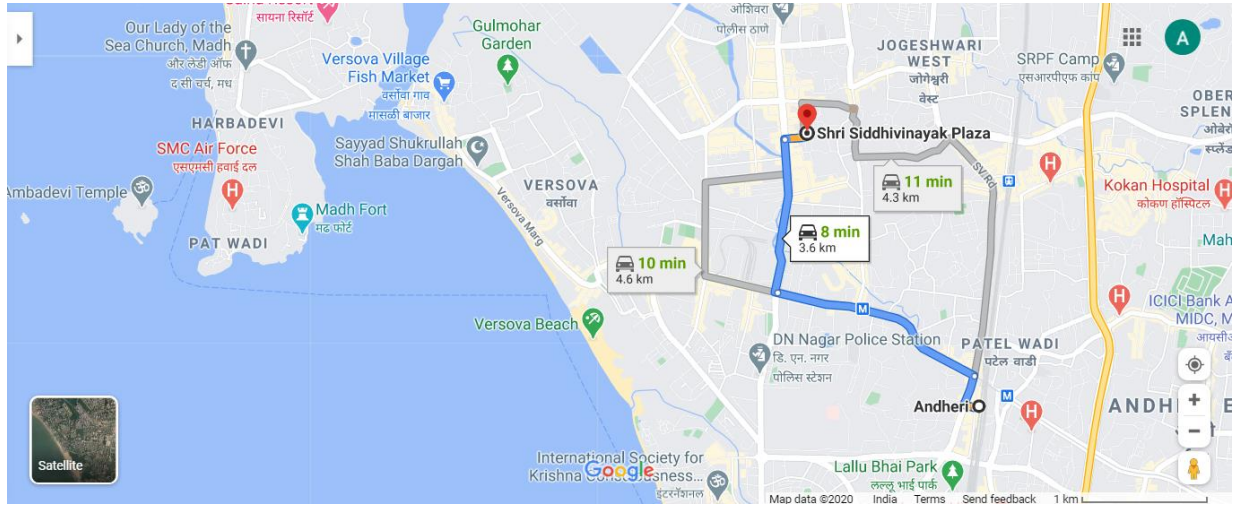 सायना रिसॉर्ट
Our Lady of the
Sea Church, Madh
और लेडी ऑफ
द सी चर्च, मध
Gulmohar
Garden
ओशिवरा
पोलीस ठाणे
A
Versova Village
Fish Market
वर्सोवा गाव
मासळी बाजार
JOGESHWARI
WEST
जोगेश्वरी
वेस्ट
SRPF Camp
एसआरपीएफ कांप
OBER
SPLEN
HARBADEVI
SMC Air Force
एसएमसी हवाई दल
Sayyad Shukrullah
Shah Baba Dargah
Shri Siddhivinayak Plaza
Ambadevi Temple
Madh Fort
मढ फोर्ट
PAT WADI
VERSOVA
वर्सोवा
Versova Marg
SV Rd
11 min
4.3 km
Kokan Hospital
कोकण हॉस्पिटल
8 min
3.6 km
10 min
4.6 km
Mah
ICICI Bank A
MIDC, M
Versova Beach
M
DN Nagar Police Station
डि. एन. नगर
पोलिस स्टेशन
PATEL WADI
पटेल वाडी
M
Andheri
ANDH
E
Satellite
International Society for
Krishna
Google
Lallu Bhai Park
लल्लू भाई पार्क
Map data ©2020
India
Terms
Send feedback
1 km